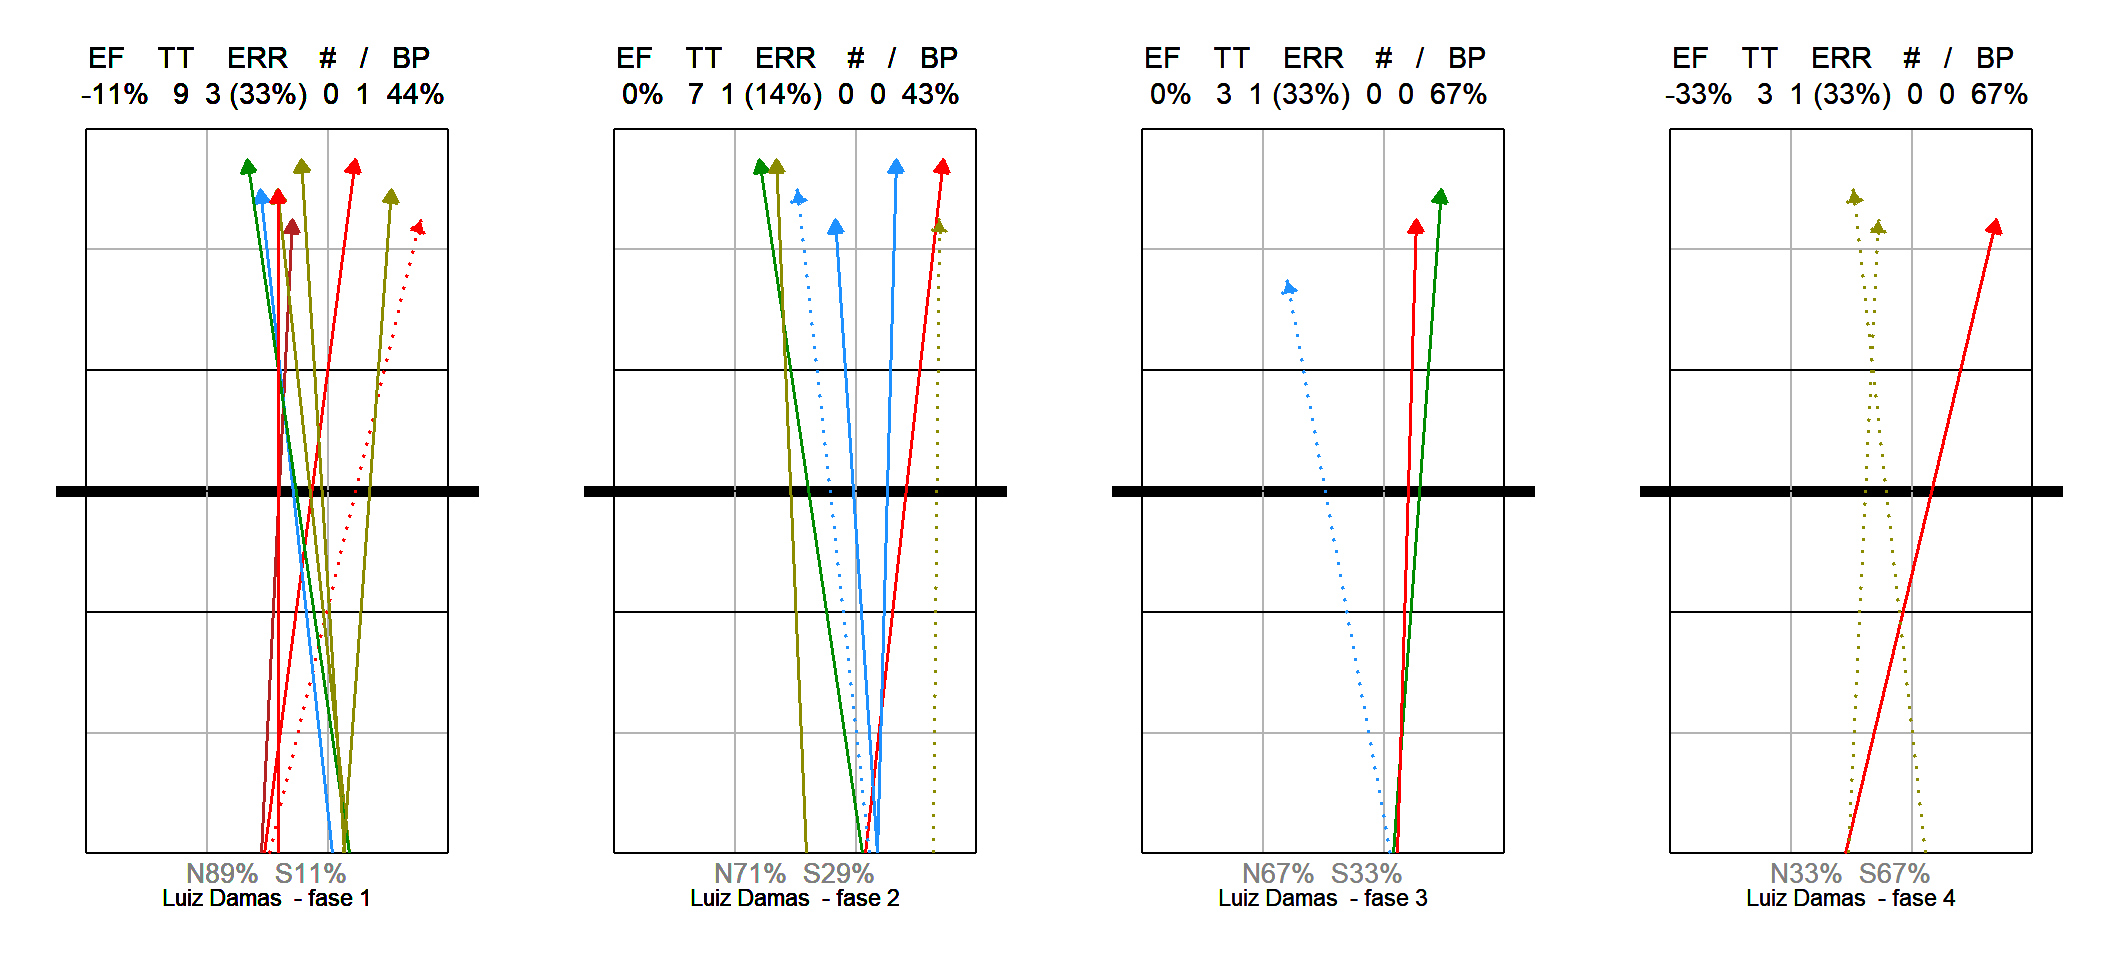 EF TT ERR # / BP
-11% 9 3 (33%) 0 1 44%
N89% S11%
Luiz Damas - fase 1
EF TT ERR # / BP
0% 7 1 (14%) 0 0 43%
N71% S29%
Luiz Damas - fase 2
EF TT ERR # / BP
0% 3 1 (33%) 0 0 67%
N67% S33%
Luiz Damas - fase 3
EF TT ERR # / BP
-33% 3 1 (33%) 0 0 67%
N33% S67%
Luiz Damas - fase 4